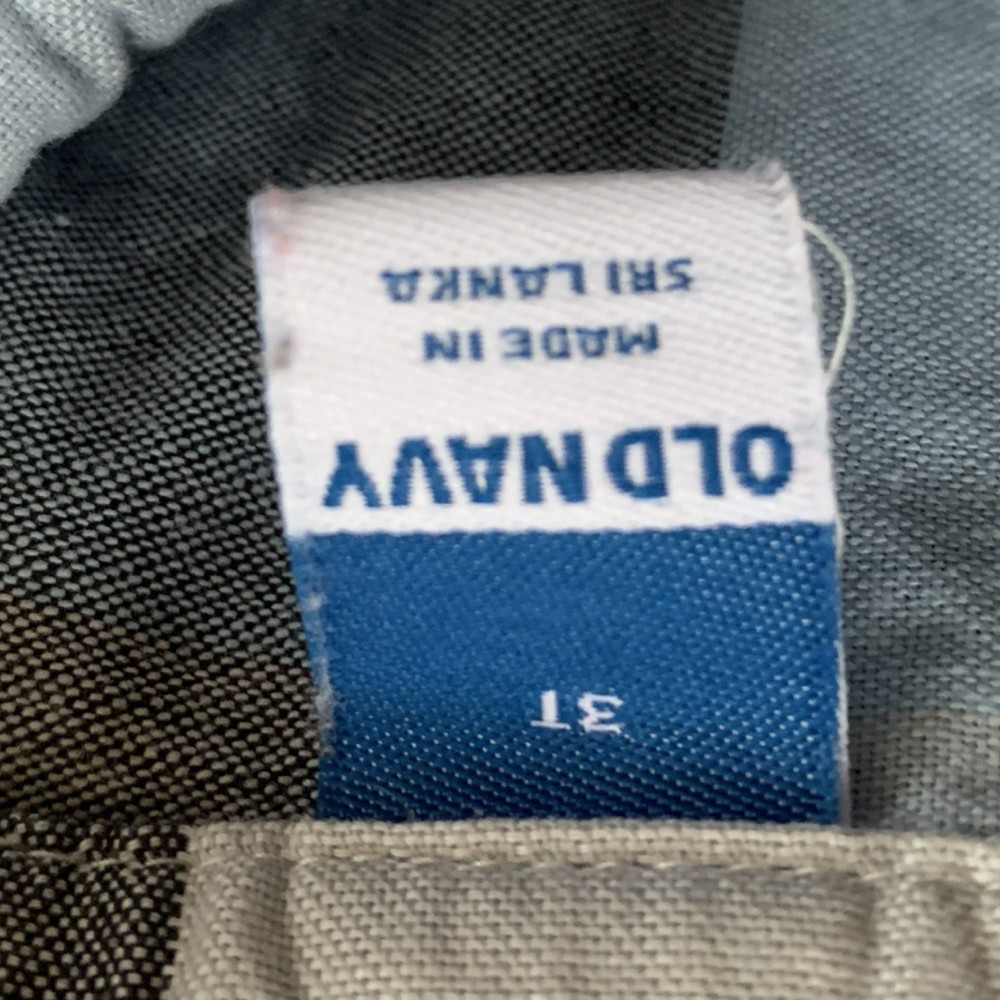 3T
OLD NAVY
MADE IN
SRI LANKA